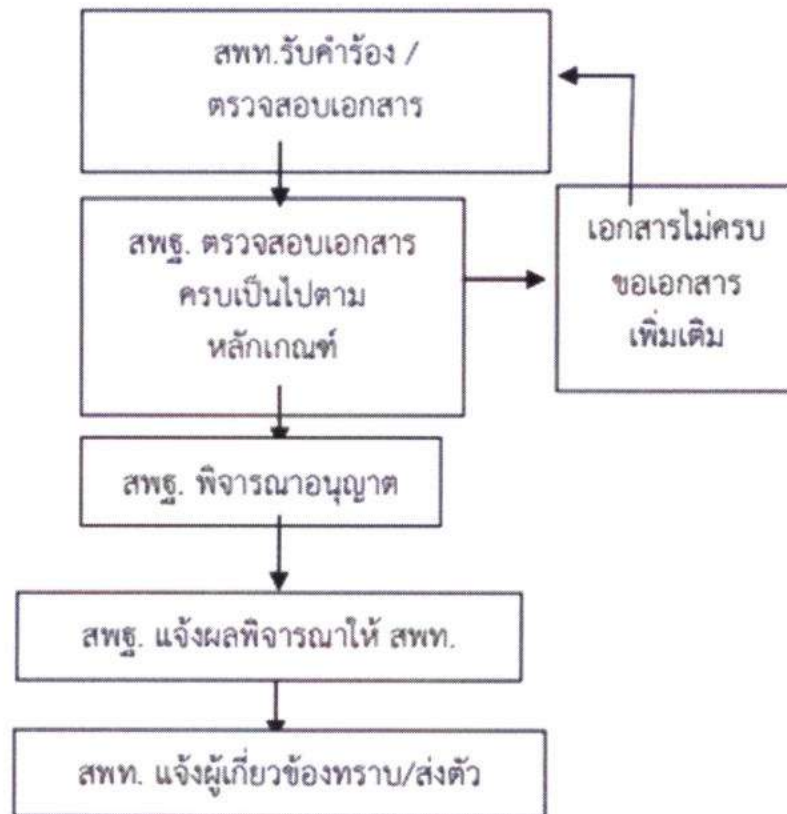 สพท.รับคำร้อง /
ตรวจสอบเอกสาร
สพฐ. ตรวจสอบเอกสาร
ครบเป็นไปตาม
หลักเกณฑ์
เอกสารไม่ครบ
ขอเอกสาร
เพิ่มเติม
สพฐ. พิจารณาอนุญาต
สพฐ. แจ้งผลพิจารณาให้ สพท.
สพท. แจ้งผู้เกี่ยวข้องทราบ/ส่งตัว